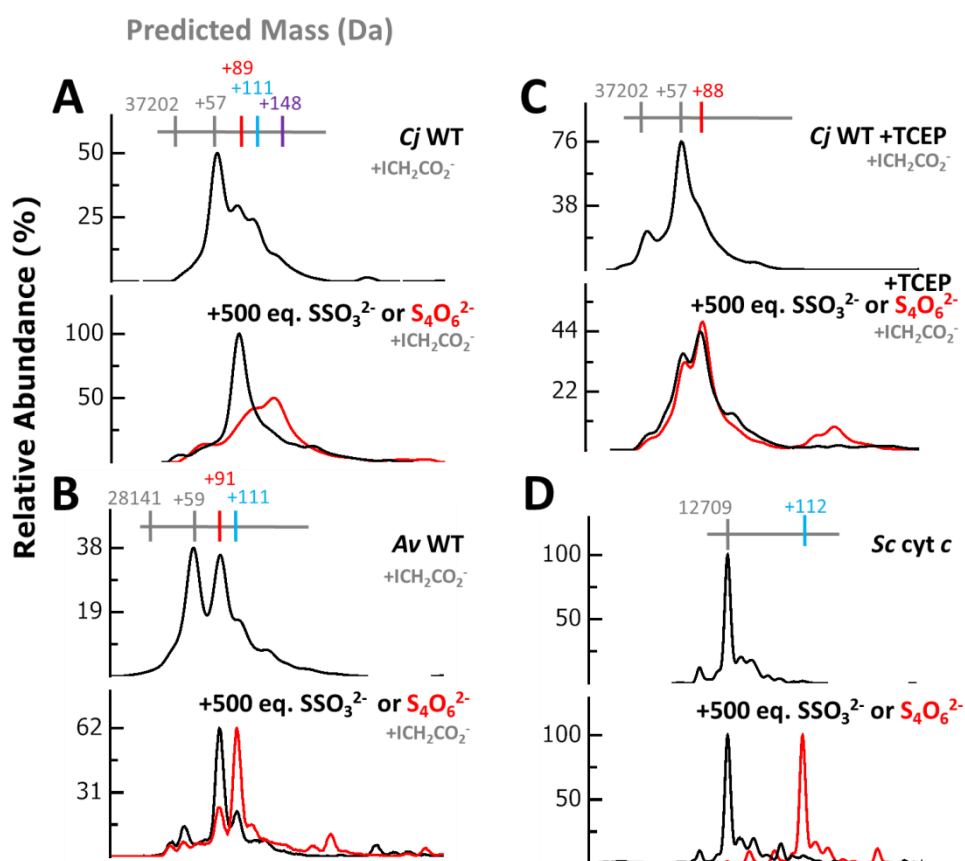 Predicted Mass (Da)
Relative Abundance (%)
A
37202 +57 +89 +111 +148
Cj WT
+ICH₂CO₂⁻
50
25
+500 eq. SSO₃²⁻ or S₄O₆²⁻
+ICH₂CO₂⁻
100
50
B
28141 +59 +91 +111
Av WT
+ICH₂CO₂⁻
38
19
+500 eq. SSO₃²⁻ or S₄O₆²⁻
+ICH₂CO₂⁻
62
31
C
37202 +57 +88
Cj WT +TCEP
+ICH₂CO₂⁻
76
38
+TCEP
+500 eq. SSO₃²⁻ or S₄O₆²⁻
+ICH₂CO₂⁻
44
22
D
12709 +112
Sc cyt c
100
50
+500 eq. SSO₃²⁻ or S₄O₆²⁻
100
50